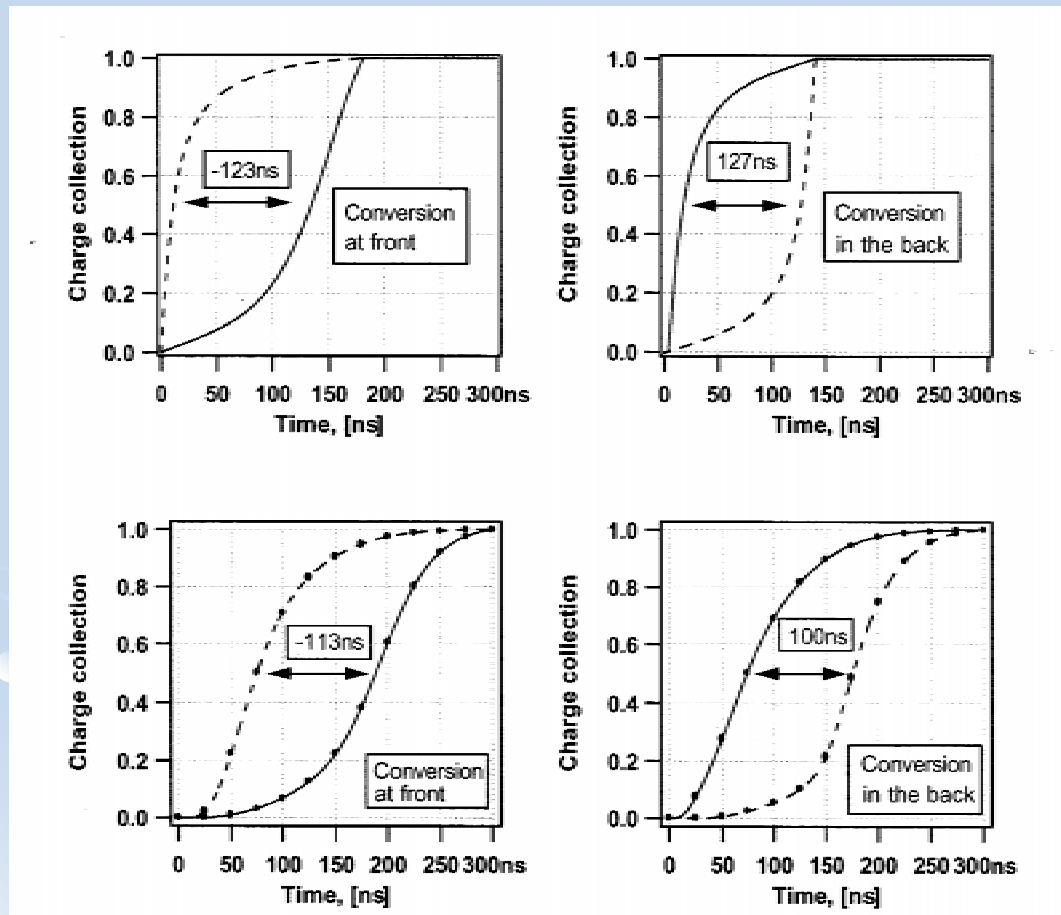 Charge collection
1.0
0.8
0.6
0.4
0.2
0.0
-123ns
Conversion
at front
0 50 100 150 200 250 300ns
Time, [ns]
Charge collection
1.0
0.8
0.6
0.4
0.2
0.0
127ns
Conversion
in the back
0 50 100 150 200 250 300ns
Time, [ns]
Charge collection
1.0
0.8
0.6
0.4
0.2
0.0
-113ns
Conversion
at front
0 50 100 150 200 250 300ns
Time, [ns]
Charge collection
1.0
0.8
0.6
0.4
0.2
0.0
100ns
Conversion
in the back
0 50 100 150 200 250 300ns
Time, [ns]